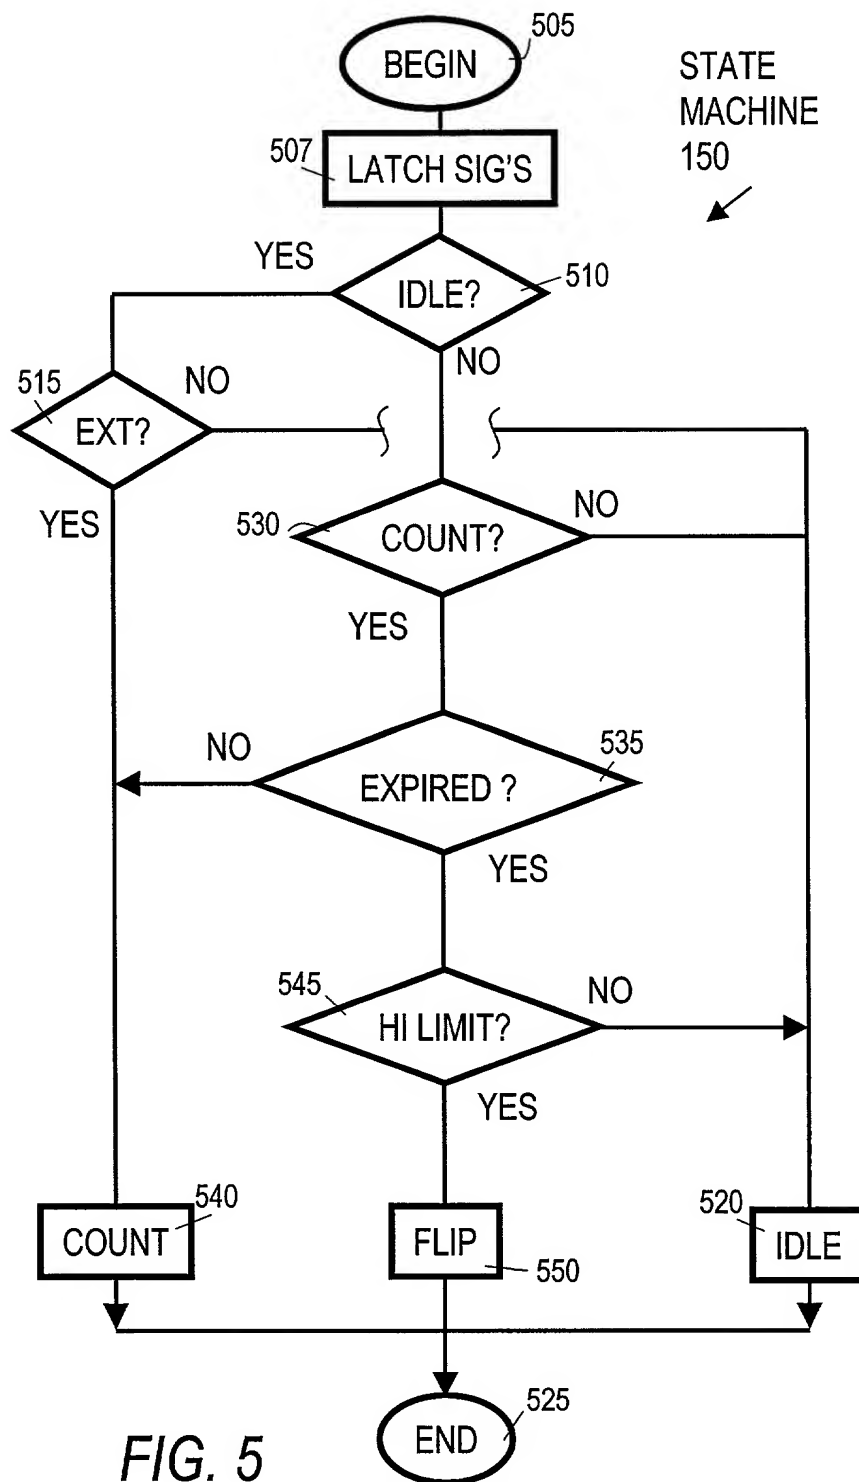 505
BEGIN
STATE
MACHINE
150
507
LATCH SIG'S
YES
IDLE?
510
NO
515
NO
EXT?
YES
530
COUNT?
NO
YES
NO
535
EXPIRED ?
YES
545
HI LIMIT?
NO
YES
540
COUNT
FLIP
550
520
IDLE
525
END
FIG. 5